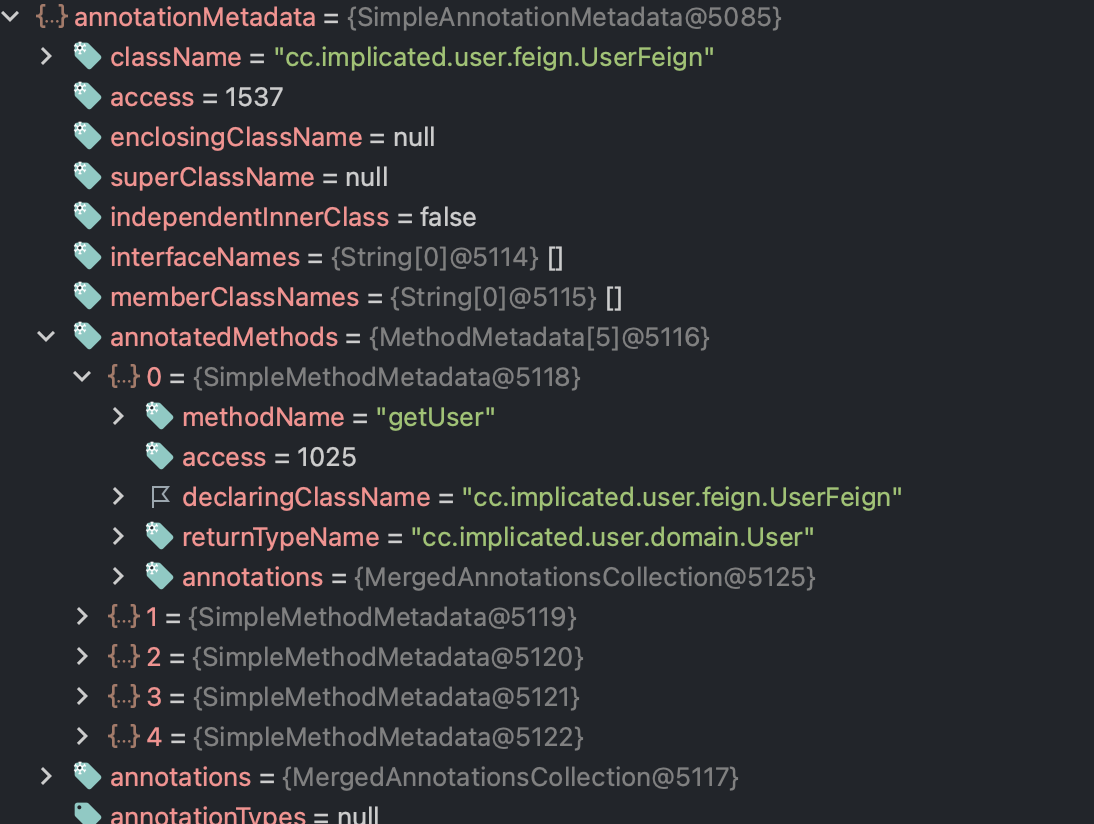 {...} annotationMetadata = {SimpleAnnotationMetadata@5085}
className = "cc.implicated.user.feign.UserFeign"
access = 1537
enclosingClassName = null
superClassName = null
independentInnerClass = false
interfaceNames = {String[0]@5114} []
memberClassNames = {String[0]@5115} []
annotatedMethods = {MethodMetadata[5]@5116}
{...} 0 = {SimpleMethodMetadata@5118}
methodName = "getUser"
access = 1025
declaringClassName = "cc.implicated.user.feign.UserFeign"
returnTypeName = "cc.implicated.user.domain.User"
annotations = {MergedAnnotationsCollection@5125}
{...} 1 = {SimpleMethodMetadata@5119}
{...} 2 = {SimpleMethodMetadata@5120}
{...} 3 = {SimpleMethodMetadata@5121}
{...} 4 = {SimpleMethodMetadata@5122}
annotations = {MergedAnnotationsCollection@5117}
annotationTypes = null